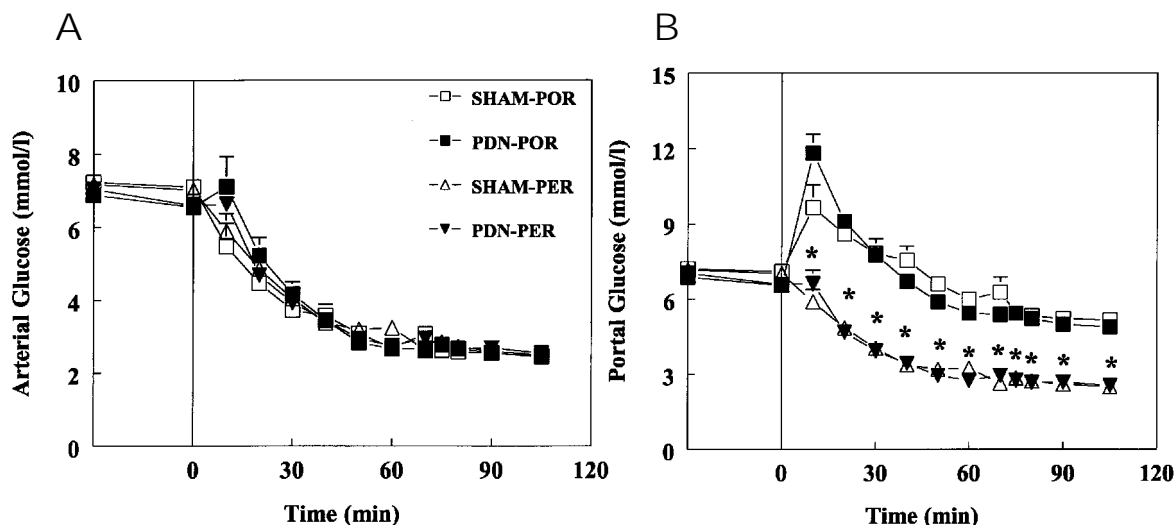 A
Arterial Glucose (mmol/l)
10
8
6
4
2
0
0 30 60 90 120
Time (min)
SHAM-POR
PDN-POR
SHAM-PER
PDN-PER
B
Portal Glucose (mmol/l)
15
12
9
6
3
0
* * * * * * * * * * *
0 30 60 90 120
Time (min)